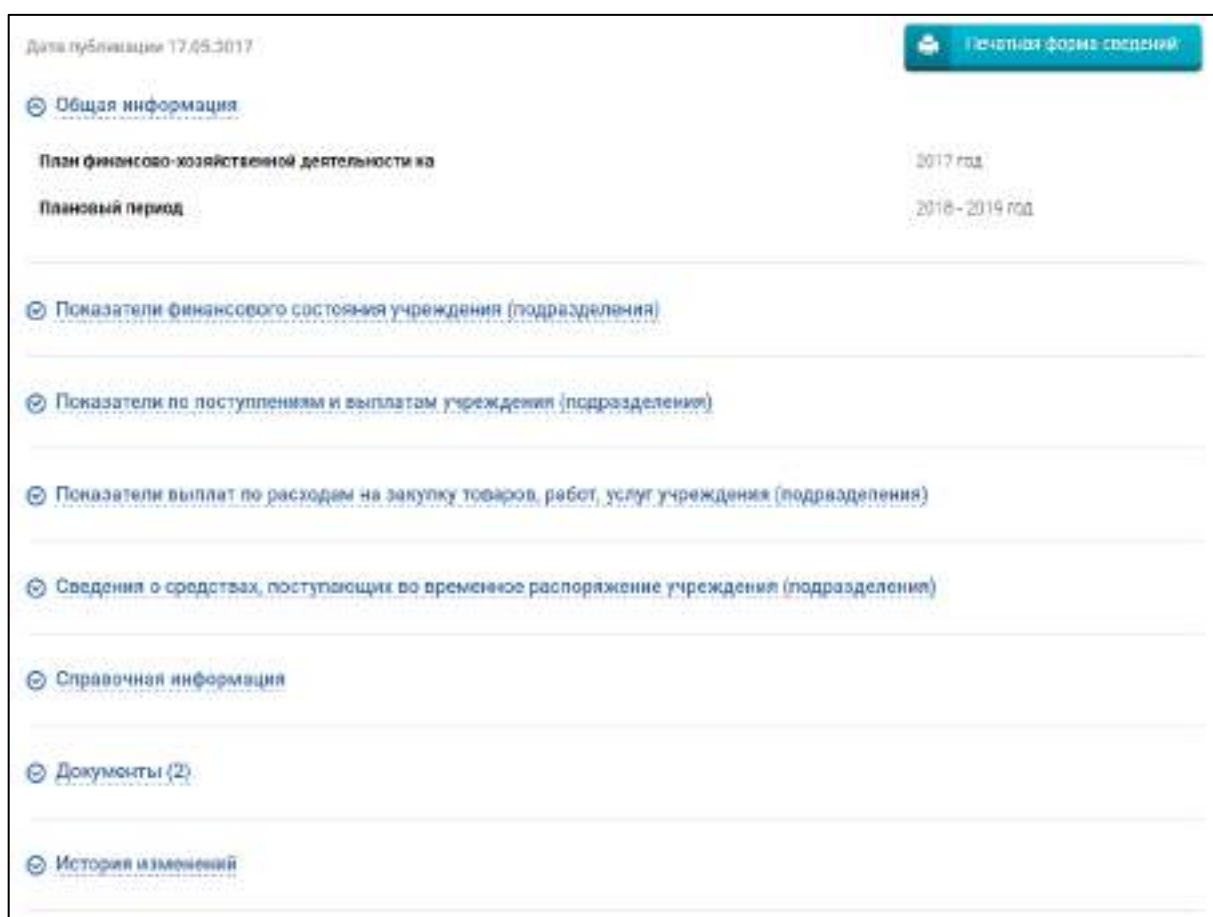 Дата публикации 17.05.2017
Печатная форма сведений
Общая информация
План финансово-хозяйственной деятельности на 2017 год
Плановый период 2018 - 2019 год
Показатели финансового состояния учреждения (подразделения)
Показатели по поступлениям и выплатам учреждения (подразделения)
Показатели выплат по расходам на закупку товаров, работ, услуг учреждения (подразделения)
Сведения о средствах, поступающих во временное распоряжение учреждения (подразделения)
Справочная информация
Документы (2)
История изменений